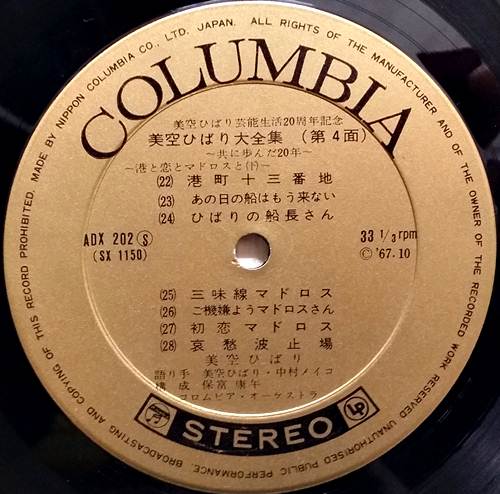 MADE BY NIPPON COLUMBIA CO., LTD. JAPAN. ALL RIGHTS OF THE MANUFACTURER AND OF THE OWNER OF THE RECORDED WORK RESERVED UNAUTHORISED PUBLIC PERFORMANCE, BROADCASTING AND COPYING OF THIS RECORD PROHIBITED.
COLUMBIA
美空ひばり芸能生活20周年記念
美空ひばり大全集 (第4面)
~共に歩んだ20年~
—港と恋とマドロスと(下)—
(22) 港町十三番地
(23) あの日の船はもう来ない
(24) ひばりの船長さん
ADX 202 Ⓢ
(SX 1150)
33 1/3 rpm
Ⓒ '67.10
(25) 三味線マドロス
(26) ご機嫌ようマドロスさん
(27) 初恋マドロス
(28) 哀愁波止場
美空ひばり
語り手 美空ひばり・中村メイコ
構成 保富康午
コロムビア・オーケストラ
STEREO
LP